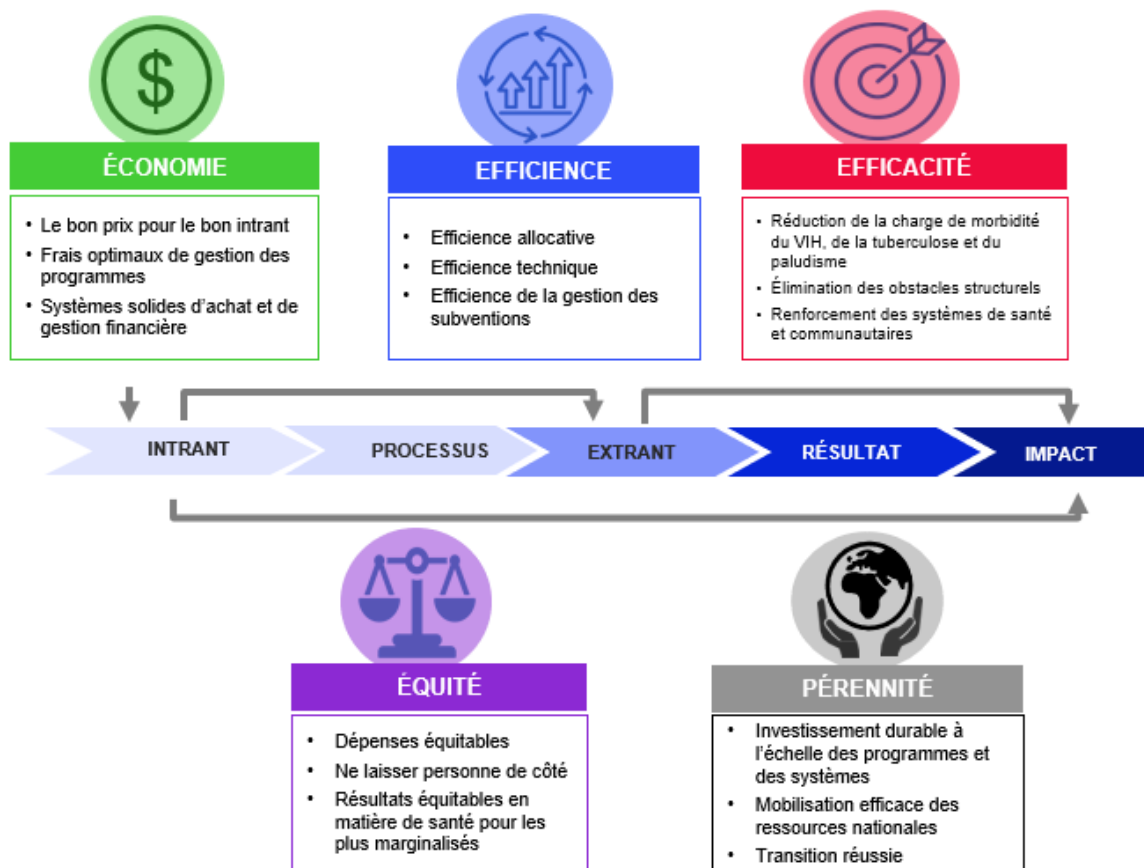 $
ÉCONOMIE
• Le bon prix pour le bon intrant
• Frais optimaux de gestion des
programmes
• Systèmes solides d’achat et de
gestion financière
EFFICIENCE
• Efficience allocative
• Efficience technique
• Efficience de la gestion des
subventions
EFFICACITÉ
• Réduction de la charge de morbidité
du VIH, de la tuberculose et du
paludisme
• Élimination des obstacles structurels
• Renforcement des systèmes de santé
et communautaires
INTRANT
PROCESSUS
EXTRANT
RÉSULTAT
IMPACT
ÉQUITÉ
• Dépenses équitables
• Ne laisser personne de côté
• Résultats équitables en
matière de santé pour les
plus marginalisés
PÉRENNITÉ
• Investissement durable à
l’échelle des programmes et
des systèmes
• Mobilisation efficace des
ressources nationales
• Transition réussie